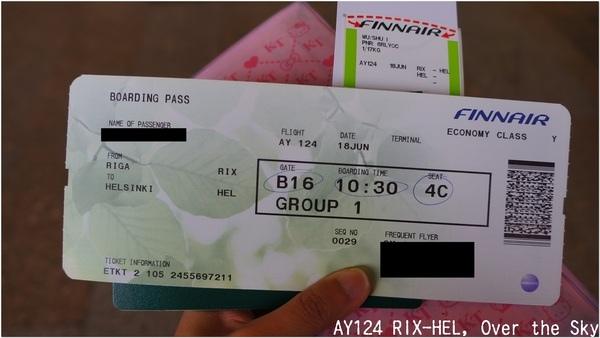 FINNAIR
WU/SHU I
PNR 6RLYOC
1/17KG
AY124 18JUN RIX - HEL
HEL -
BOARDING PASS
FINNAIR
NAME OF PASSENGER
ECONOMY CLASS Y
FLIGHT DATE TERMINAL
AY 124 18JUN
FROM
RIGA RIX
TO
HELSINKI HEL
GATE BOARDING TIME SEAT
B16 10:30 4C
GROUP 1
SEQ NO FREQUENT FLYER
0029
TICKET INFORMATION
ETKT 2 105 2455697211
AY124 RIX-HEL, Over the Sky